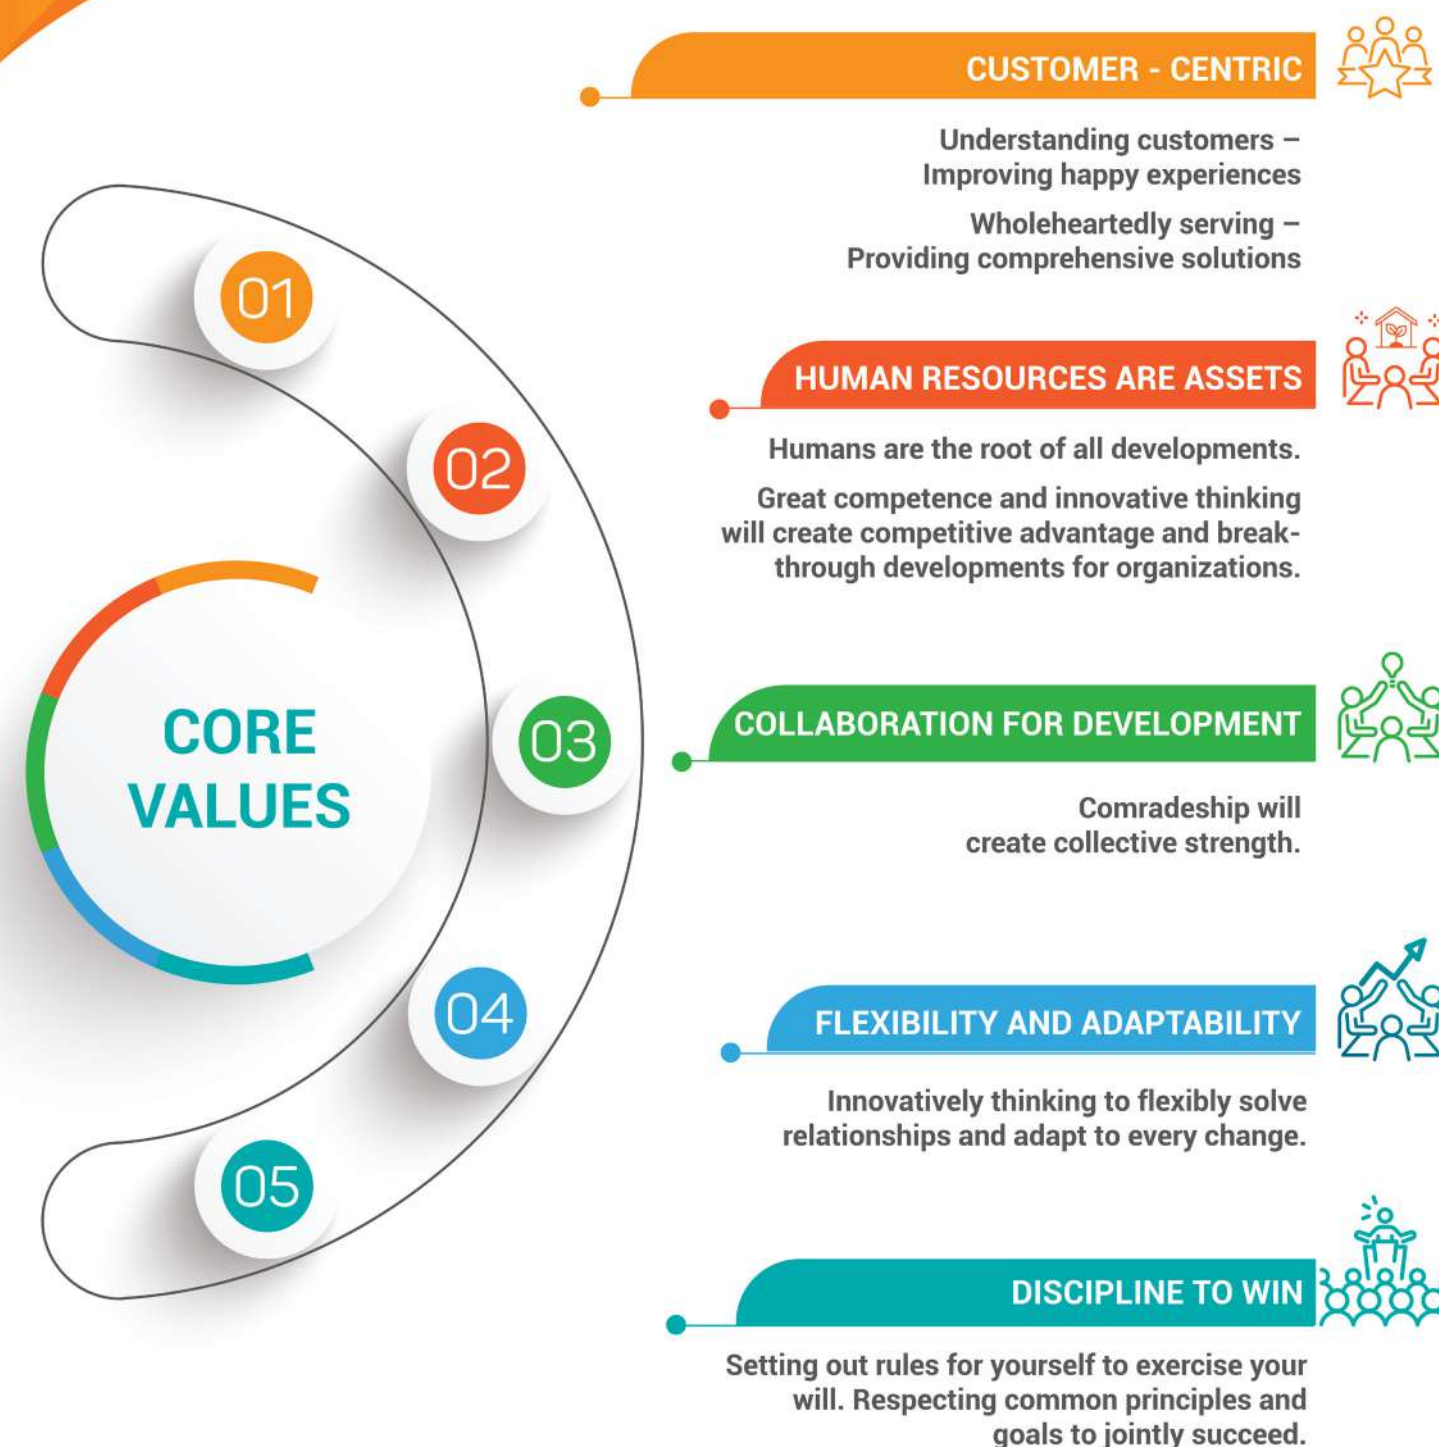 CORE
VALUES
01
CUSTOMER - CENTRIC
Understanding customers –
Improving happy experiences
Wholeheartedly serving –
Providing comprehensive solutions
02
HUMAN RESOURCES ARE ASSETS
Humans are the root of all developments.
Great competence and innovative thinking
will create competitive advantage and break-
through developments for organizations.
03
COLLABORATION FOR DEVELOPMENT
Comradeship will
create collective strength.
04
FLEXIBILITY AND ADAPTABILITY
Innovatively thinking to flexibly solve
relationships and adapt to every change.
05
DISCIPLINE TO WIN
Setting out rules for yourself to exercise your
will. Respecting common principles and
goals to jointly succeed.